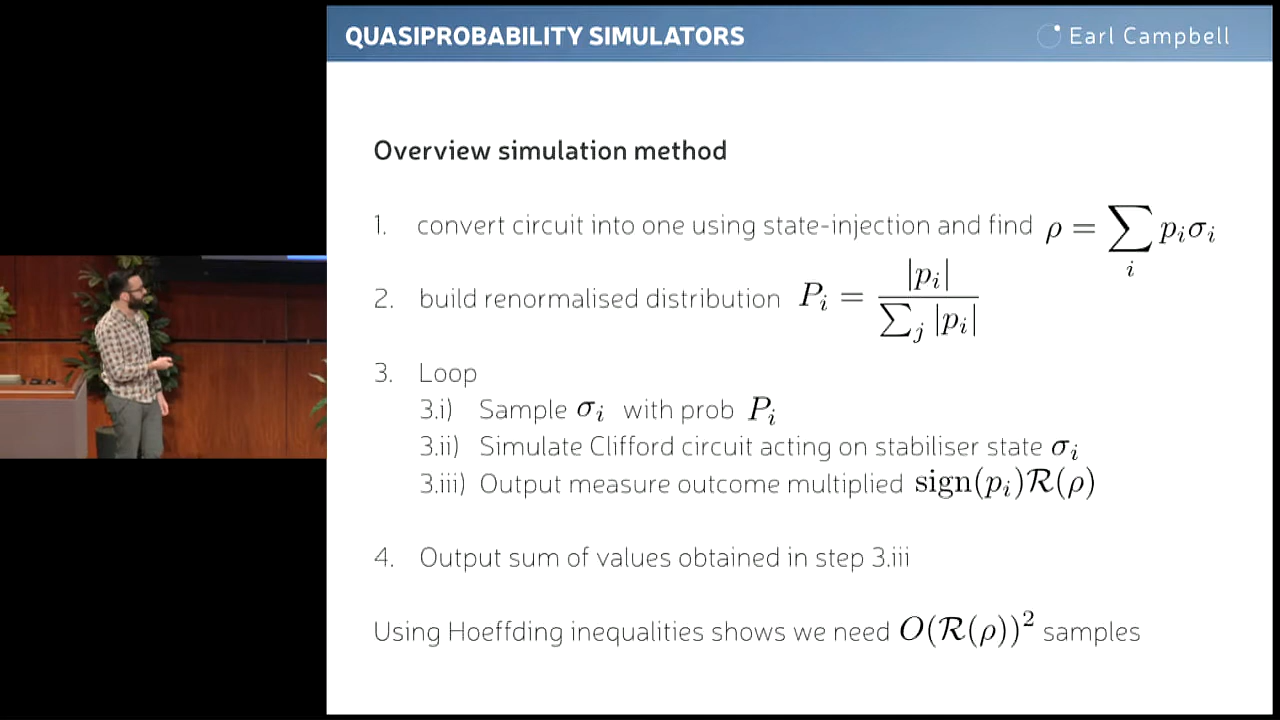 QUASIPROBABILITY SIMULATORS
Earl Campbell
Overview simulation method
1. convert circuit into one using state-injection and find ρ = ∑_i p_i σ_i
2. build renormalised distribution P_i = |p_i| / ∑_j |p_i|
3. Loop
3.i) Sample σ_i with prob P_i
3.ii) Simulate Clifford circuit acting on stabiliser state σ_i
3.iii) Output measure outcome multiplied sign(p_i)ℛ(ρ)
4. Output sum of values obtained in step 3.iii
Using Hoeffding inequalities shows we need O(ℛ(ρ))² samples